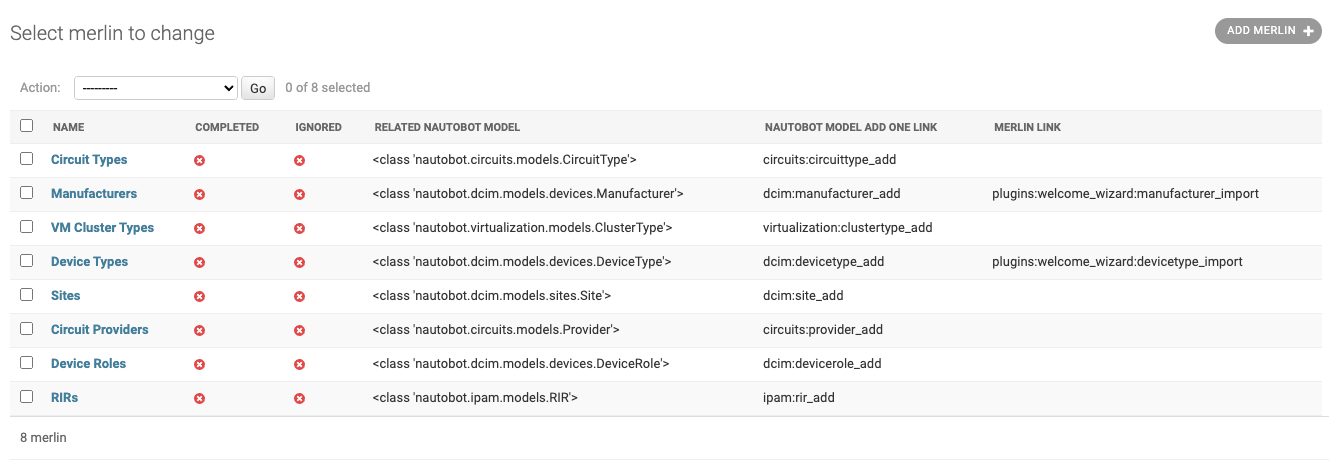 Select merlin to change
ADD MERLIN +
Action: --------- Go 0 of 8 selected
NAME COMPLETED IGNORED RELATED NAUTOBOT MODEL NAUTOBOT MODEL ADD ONE LINK MERLIN LINK
Circuit Types <class 'nautobot.circuits.models.CircuitType'> circuits:circuittype_add
Manufacturers <class 'nautobot.dcim.models.devices.Manufacturer'> dcim:manufacturer_add plugins:welcome_wizard:manufacturer_import
VM Cluster Types <class 'nautobot.virtualization.models.ClusterType'> virtualization:clustertype_add
Device Types <class 'nautobot.dcim.models.devices.DeviceType'> dcim:devicetype_add plugins:welcome_wizard:devicetype_import
Sites <class 'nautobot.dcim.models.sites.Site'> dcim:site_add
Circuit Providers <class 'nautobot.circuits.models.Provider'> circuits:provider_add
Device Roles <class 'nautobot.dcim.models.devices.DeviceRole'> dcim:devicerole_add
RIRs <class 'nautobot.ipam.models.RIR'> ipam:rir_add
8 merlin